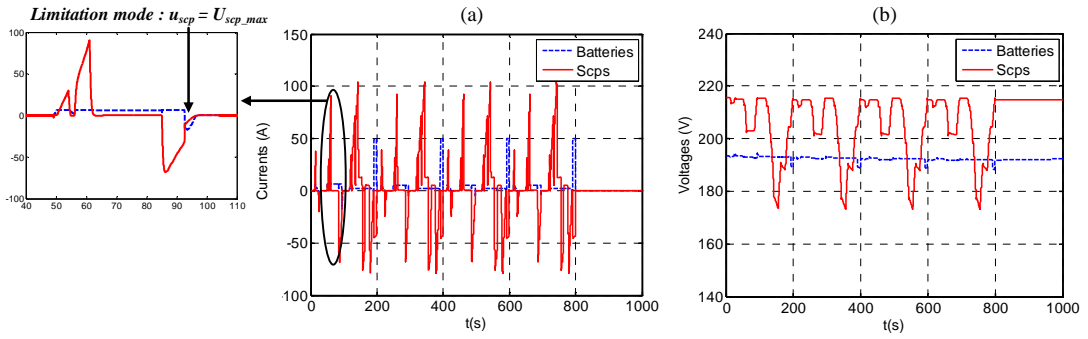 Limitation mode : u_scp = U_scp_max
100
50
0
-50
-100
40 50 60 70 80 90 100 110
(a)
150
100
50
0
-50
-100
Currents (A)
0 200 400 600 800 1000
t(s)
Batteries
Scps
(b)
240
220
200
180
160
140
Voltages (V)
0 200 400 600 800 1000
t(s)
Batteries
Scps